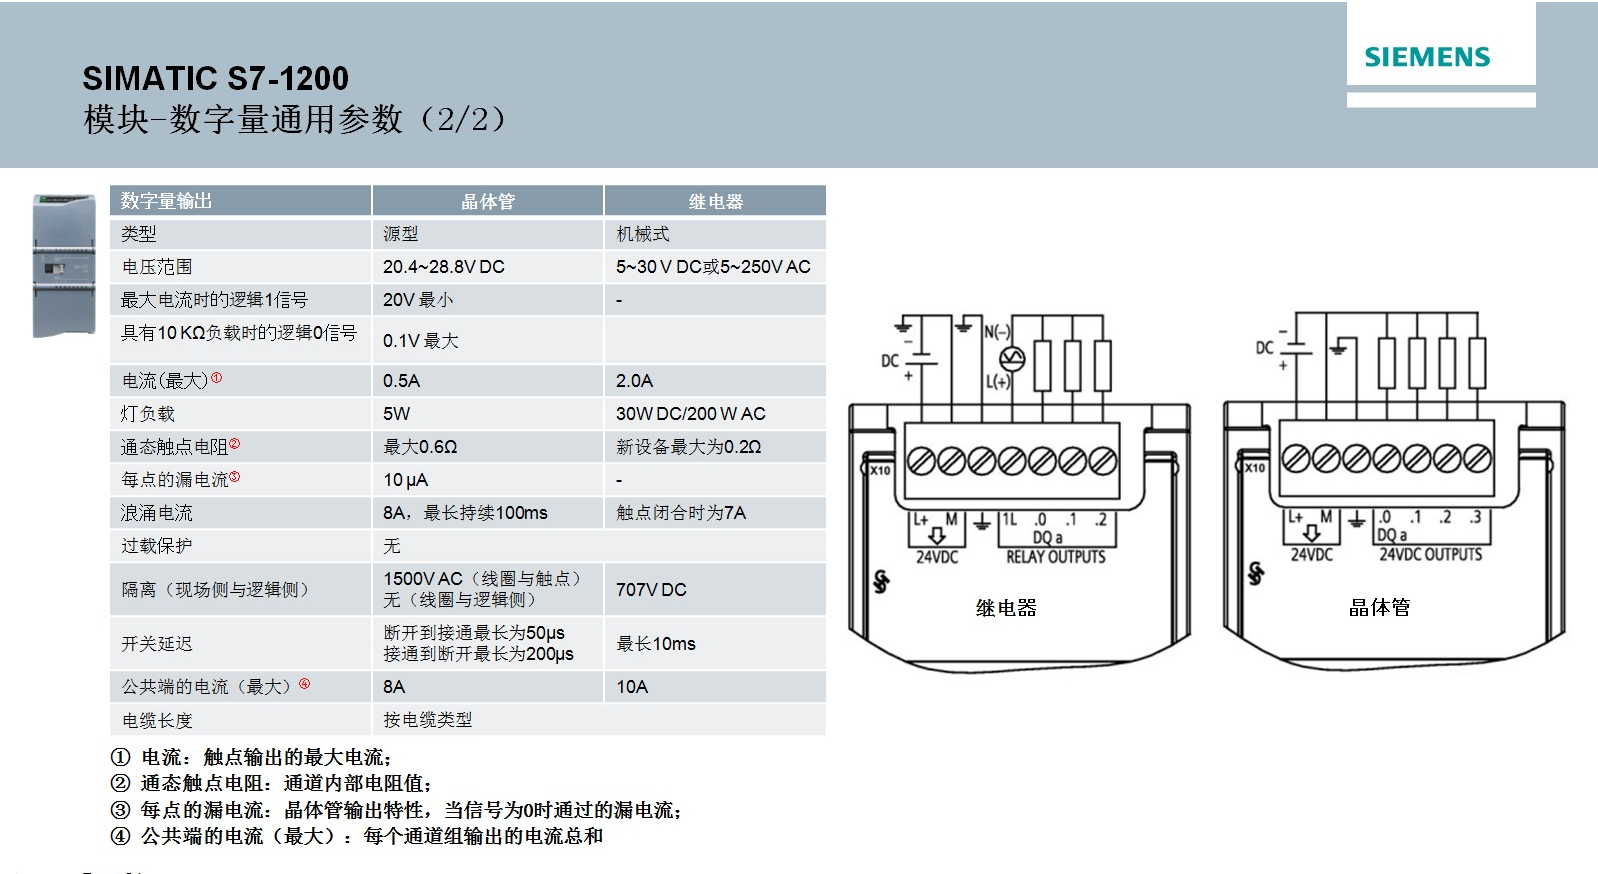 SIEMENS
SIMATIC S7-1200
模块-数字量通用参数（2/2）
数字量输出 晶体管 继电器
类型 源型 机械式
电压范围 20.4~28.8V DC 5~30 V DC或5~250V AC
最大电流时的逻辑1信号 20V 最小 -
具有10 KΩ负载时的逻辑0信号 0.1V 最大
电流(最大)① 0.5A 2.0A
灯负载 5W 30W DC/200 W AC
通态触点电阻② 最大0.6Ω 新设备最大为0.2Ω
每点的漏电流③ 10 μA -
浪涌电流 8A，最长持续100ms 触点闭合时为7A
过载保护 无
隔离（现场侧与逻辑侧） 1500V AC（线圈与触点） 707V DC
无（线圈与逻辑侧）
开关延迟 断开到接通最长为50μs 最长10ms
接通到断开最长为200μs
公共端的电流（最大）④ 8A 10A
电缆长度 按电缆类型
① 电流：触点输出的最大电流；
② 通态触点电阻：通道内部电阻值；
③ 每点的漏电流：晶体管输出特性，当信号为0时通过的漏电流；
④ 公共端的电流（最大）：每个通道组输出的电流总和
DC - + N(-) L(+)
X10
L+ M 1L .0 .1 .2
DQ a
24VDC RELAY OUTPUTS
继电器
DC - +
X10
L+ M .0 .1 .2 .3
DQ a
24VDC 24VDC OUTPUTS
晶体管